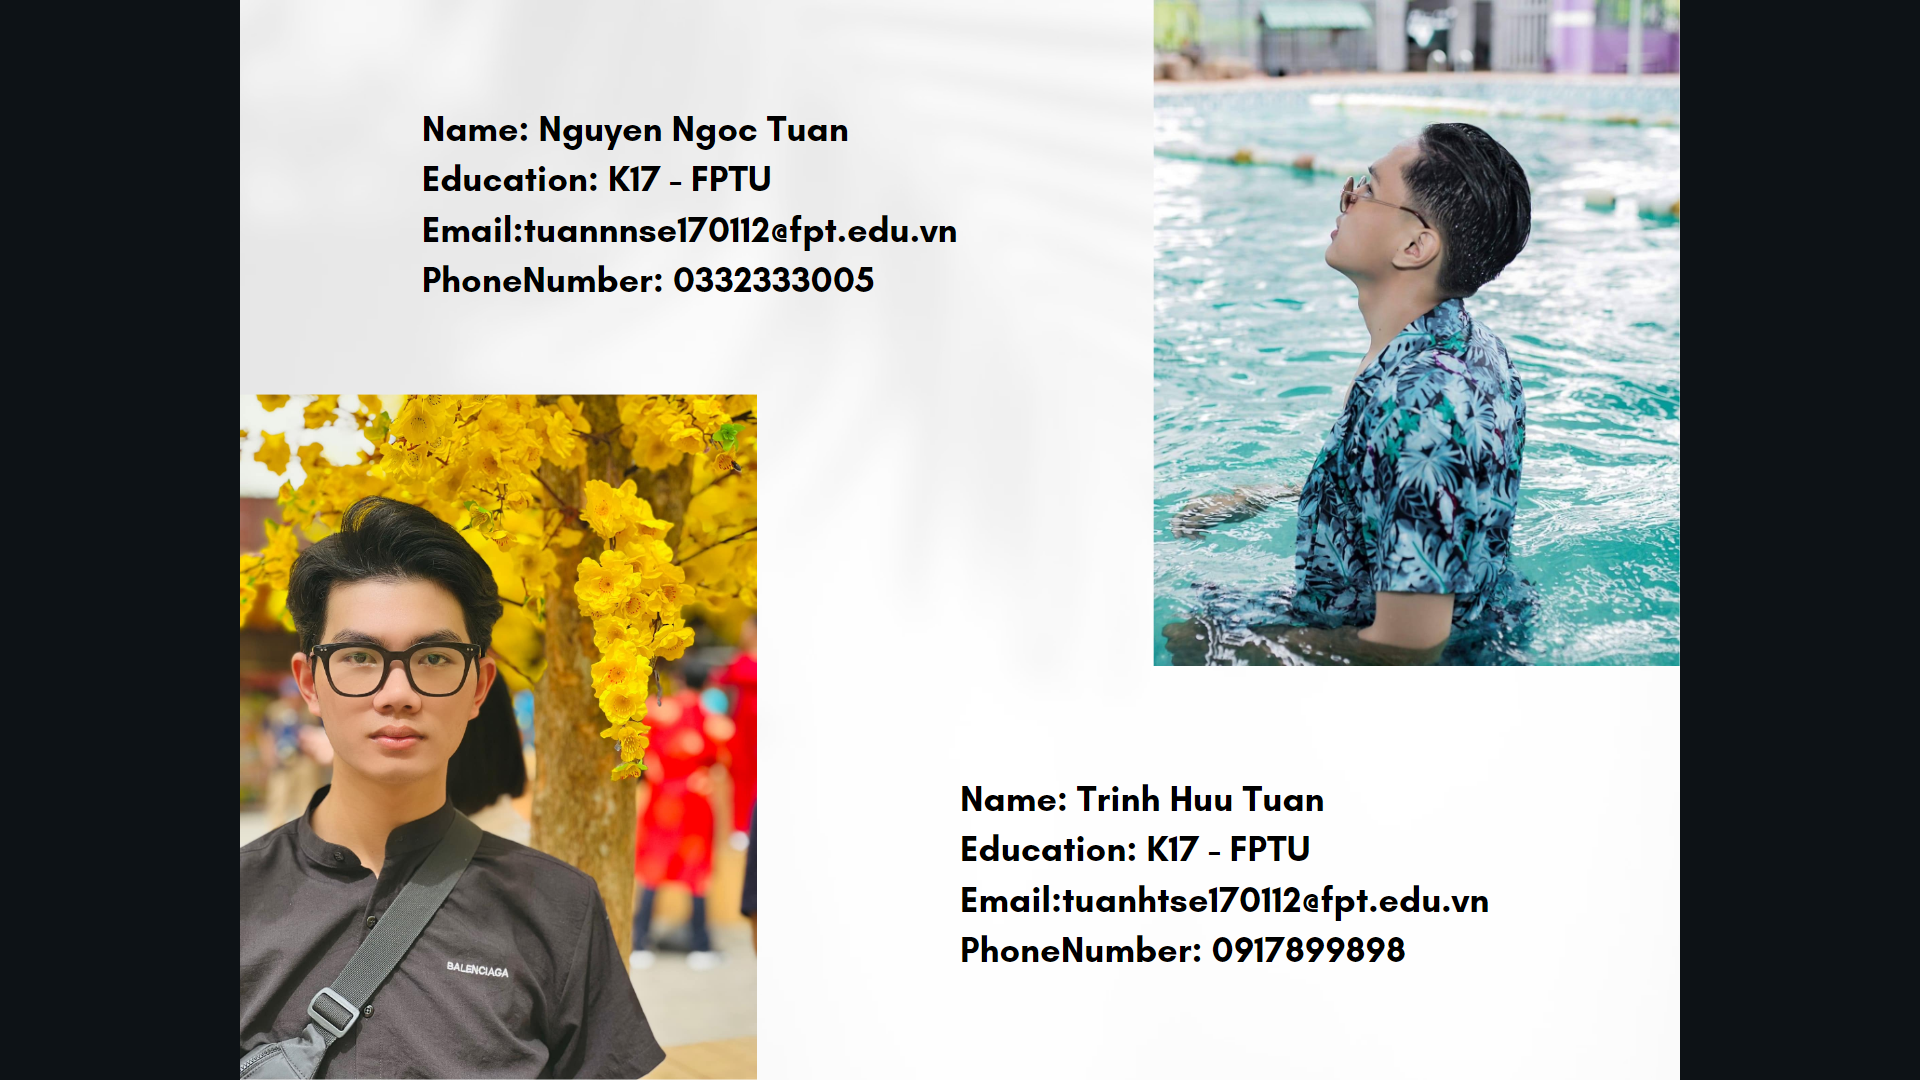 Name: Nguyen Ngoc Tuan
Education: K17 - FPTU
Email:tuannnse170112@fpt.edu.vn
PhoneNumber: 0332333005
BALENCIAGA
Name: Trinh Huu Tuan
Education: K17 - FPTU
Email:tuanhtse170112@fpt.edu.vn
PhoneNumber: 0917899898